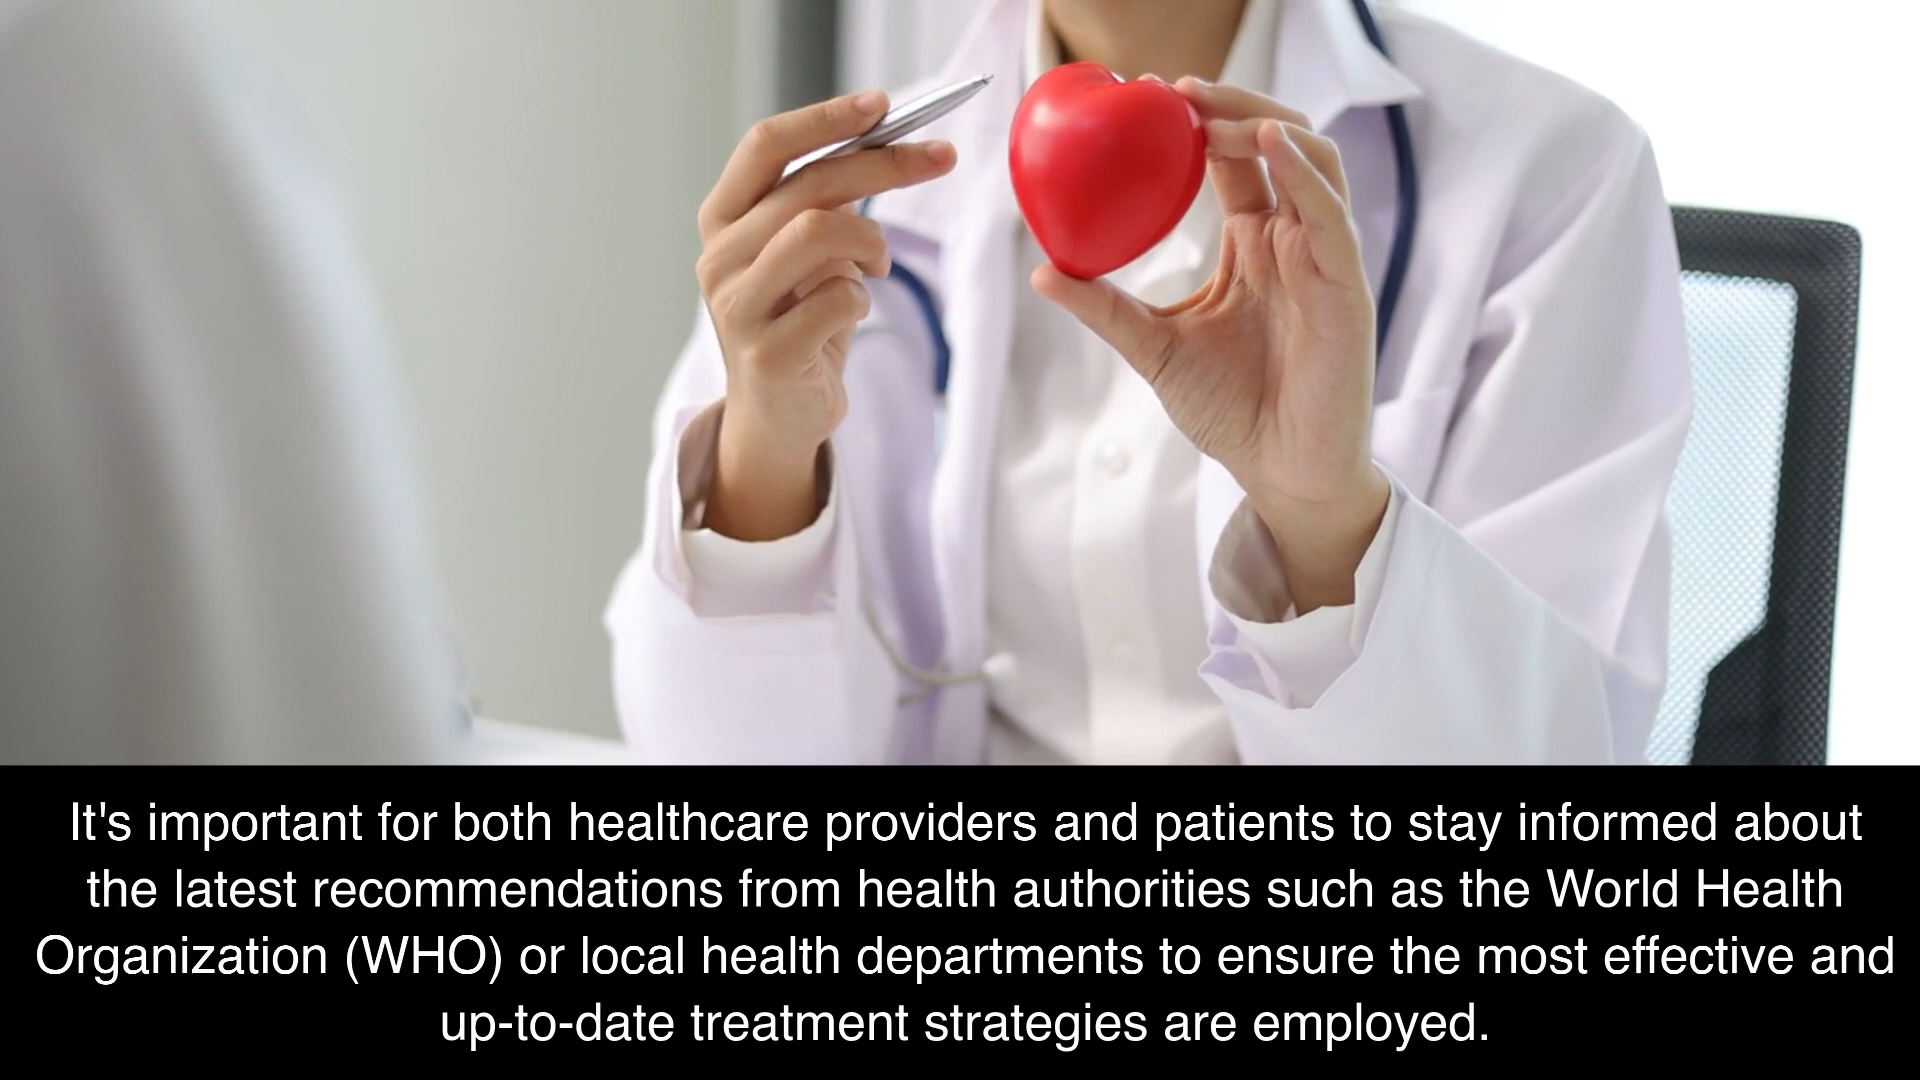 It's important for both healthcare providers and patients to stay informed about
the latest recommendations from health authorities such as the World Health
Organization (WHO) or local health departments to ensure the most effective and
up-to-date treatment strategies are employed.